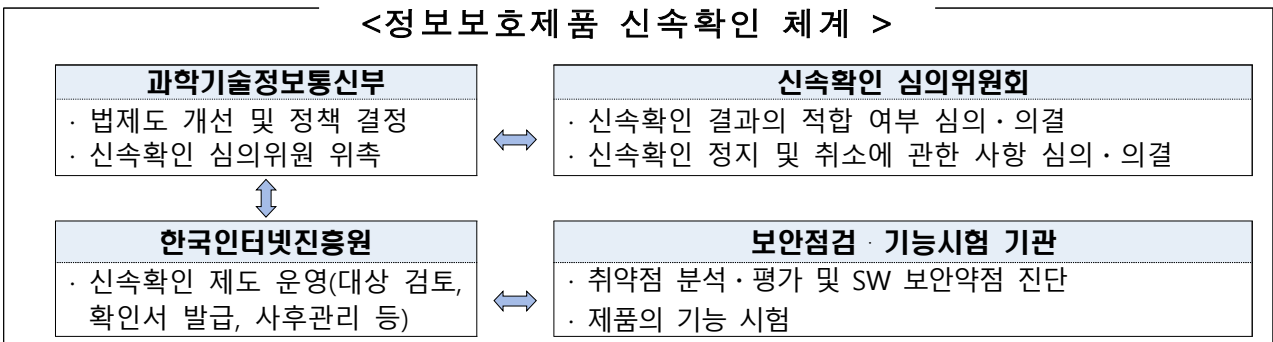 <정보보호제품 신속확인 체계 >
과학기술정보통신부
· 법제도 개선 및 정책 결정
· 신속확인 심의위원 위촉
신속확인 심의위원회
· 신속확인 결과의 적합 여부 심의·의결
· 신속확인 정지 및 취소에 관한 사항 심의·의결
한국인터넷진흥원
· 신속확인 제도 운영(대상 검토,
확인서 발급, 사후관리 등)
보안점검 · 기능시험 기관
· 취약점 분석·평가 및 SW 보안약점 진단
· 제품의 기능 시험